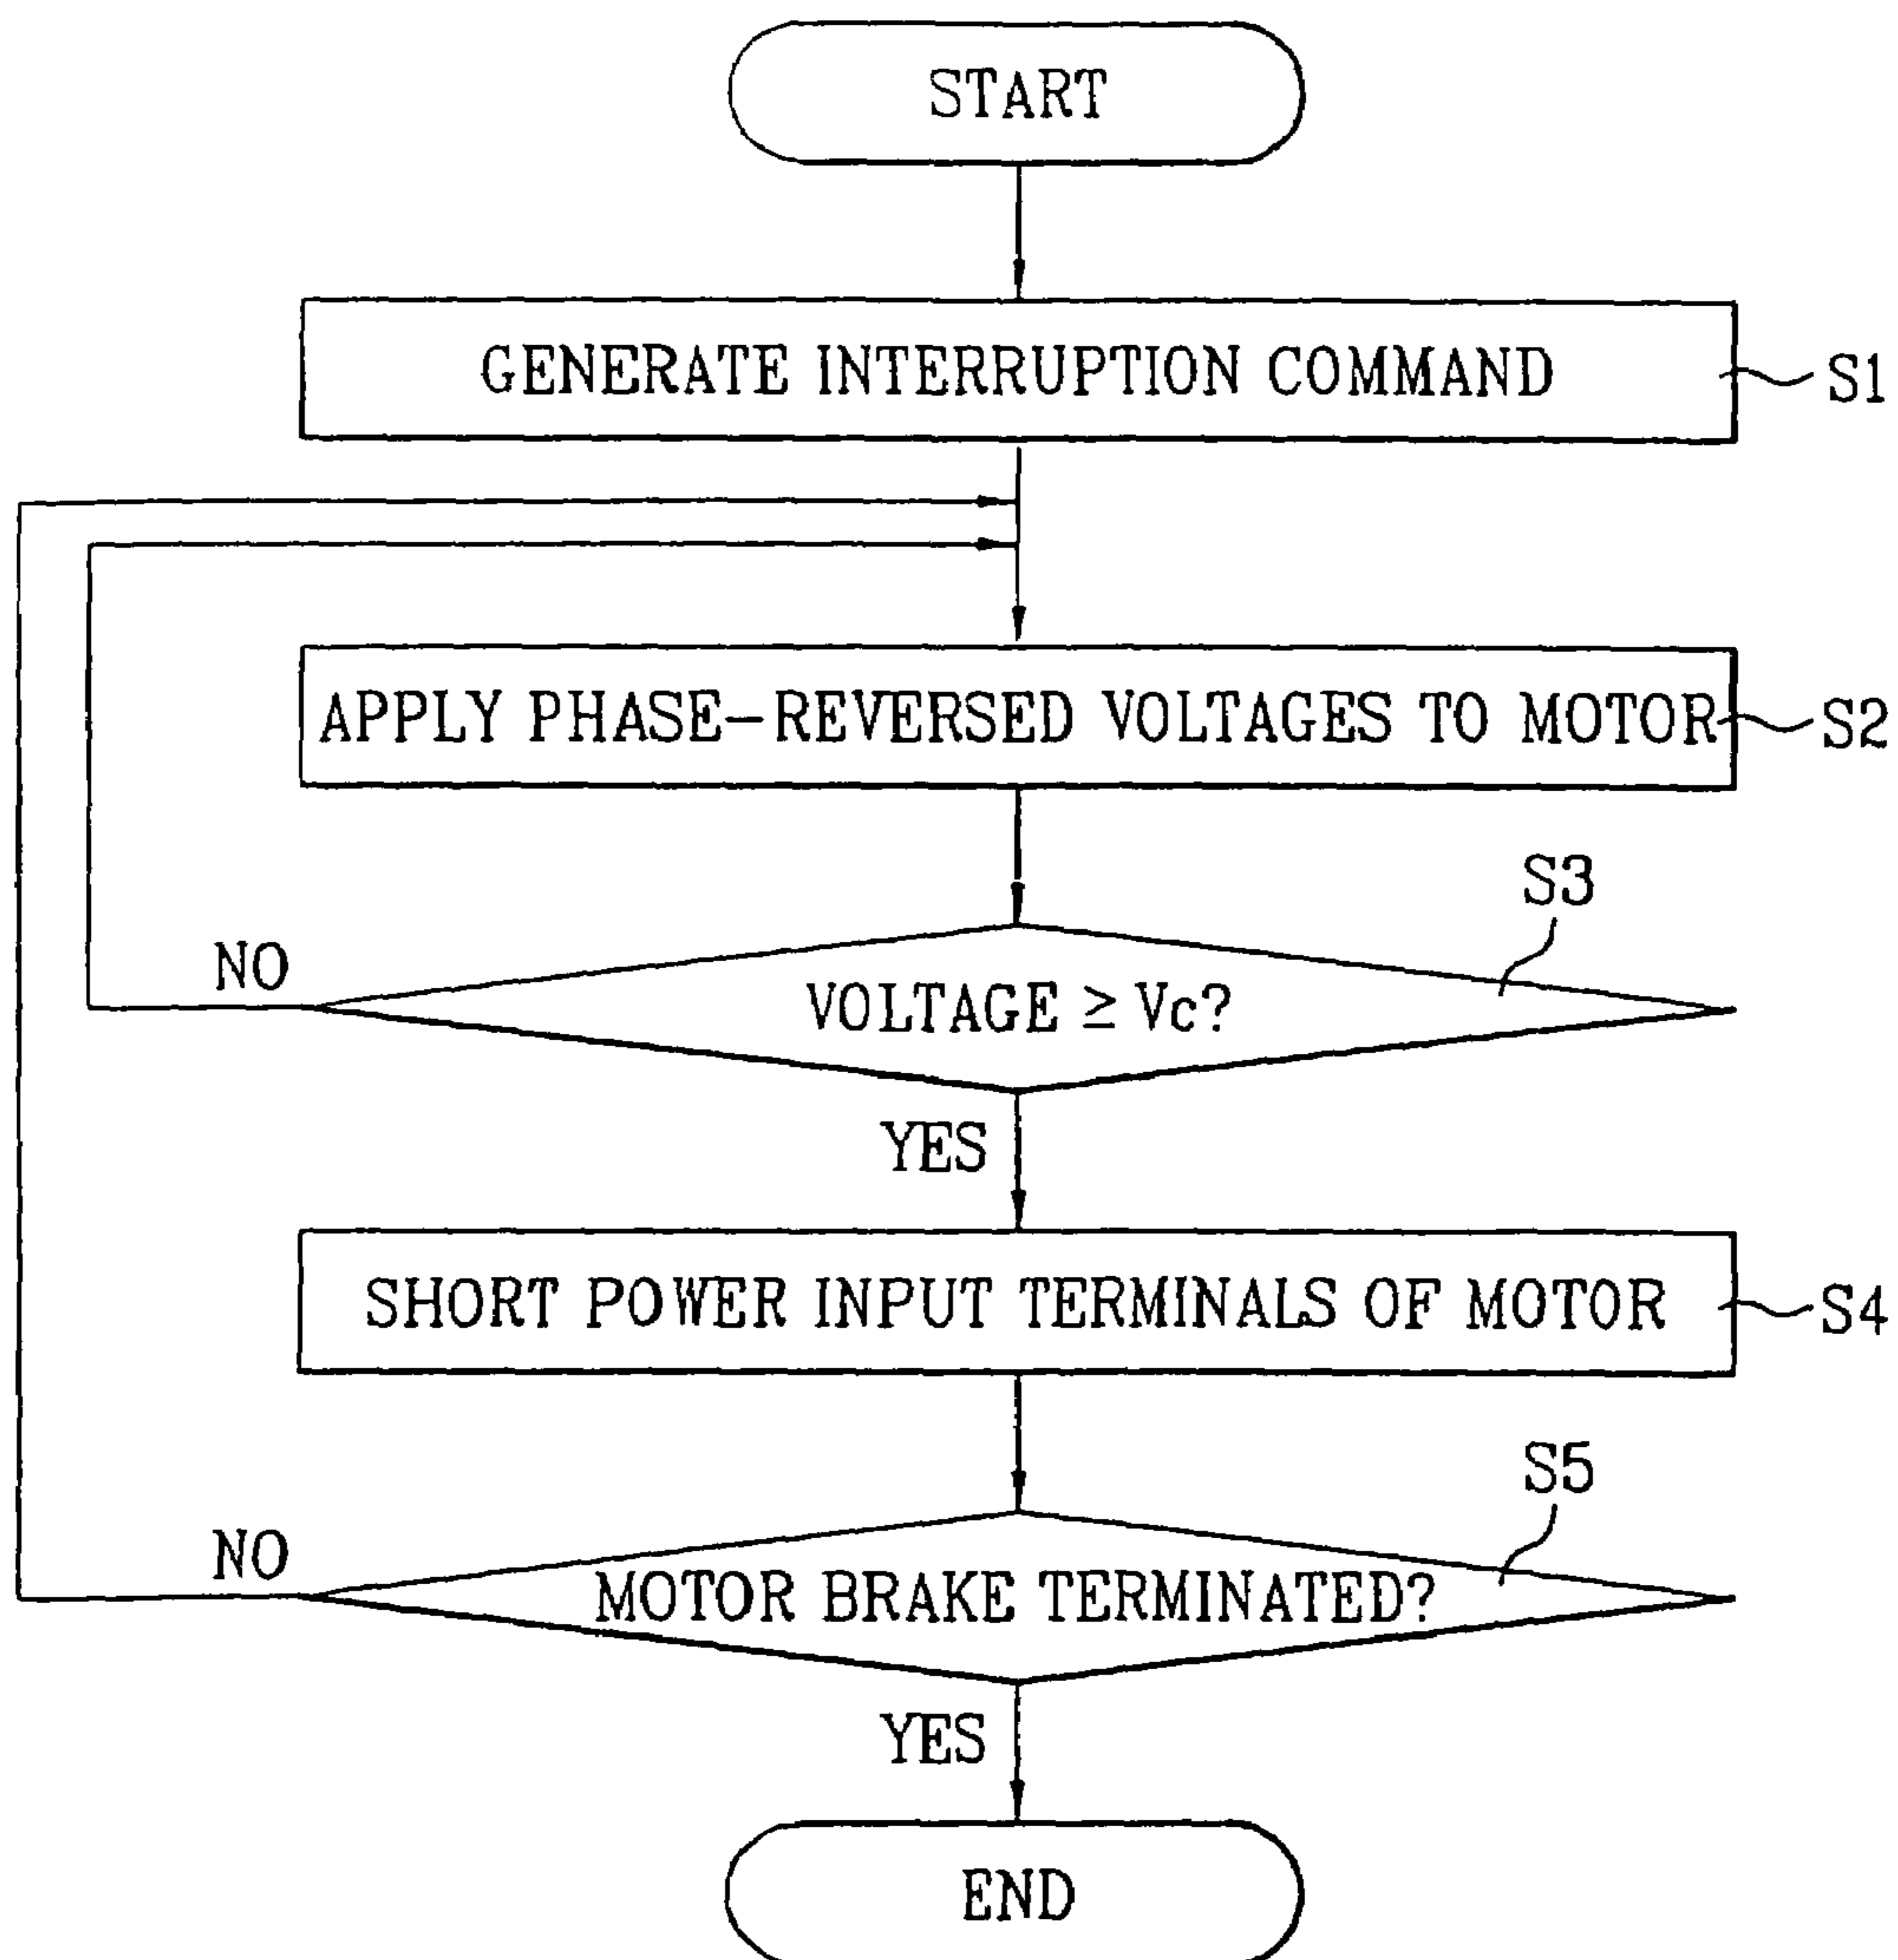 START
GENERATE INTERRUPTION COMMAND
S1
APPLY PHASE-REVERSED VOLTAGES TO MOTOR
S2
S3
NO
VOLTAGE ≥ Vc?
YES
SHORT POWER INPUT TERMINALS OF MOTOR
S4
S5
NO
MOTOR BRAKE TERMINATED?
YES
END